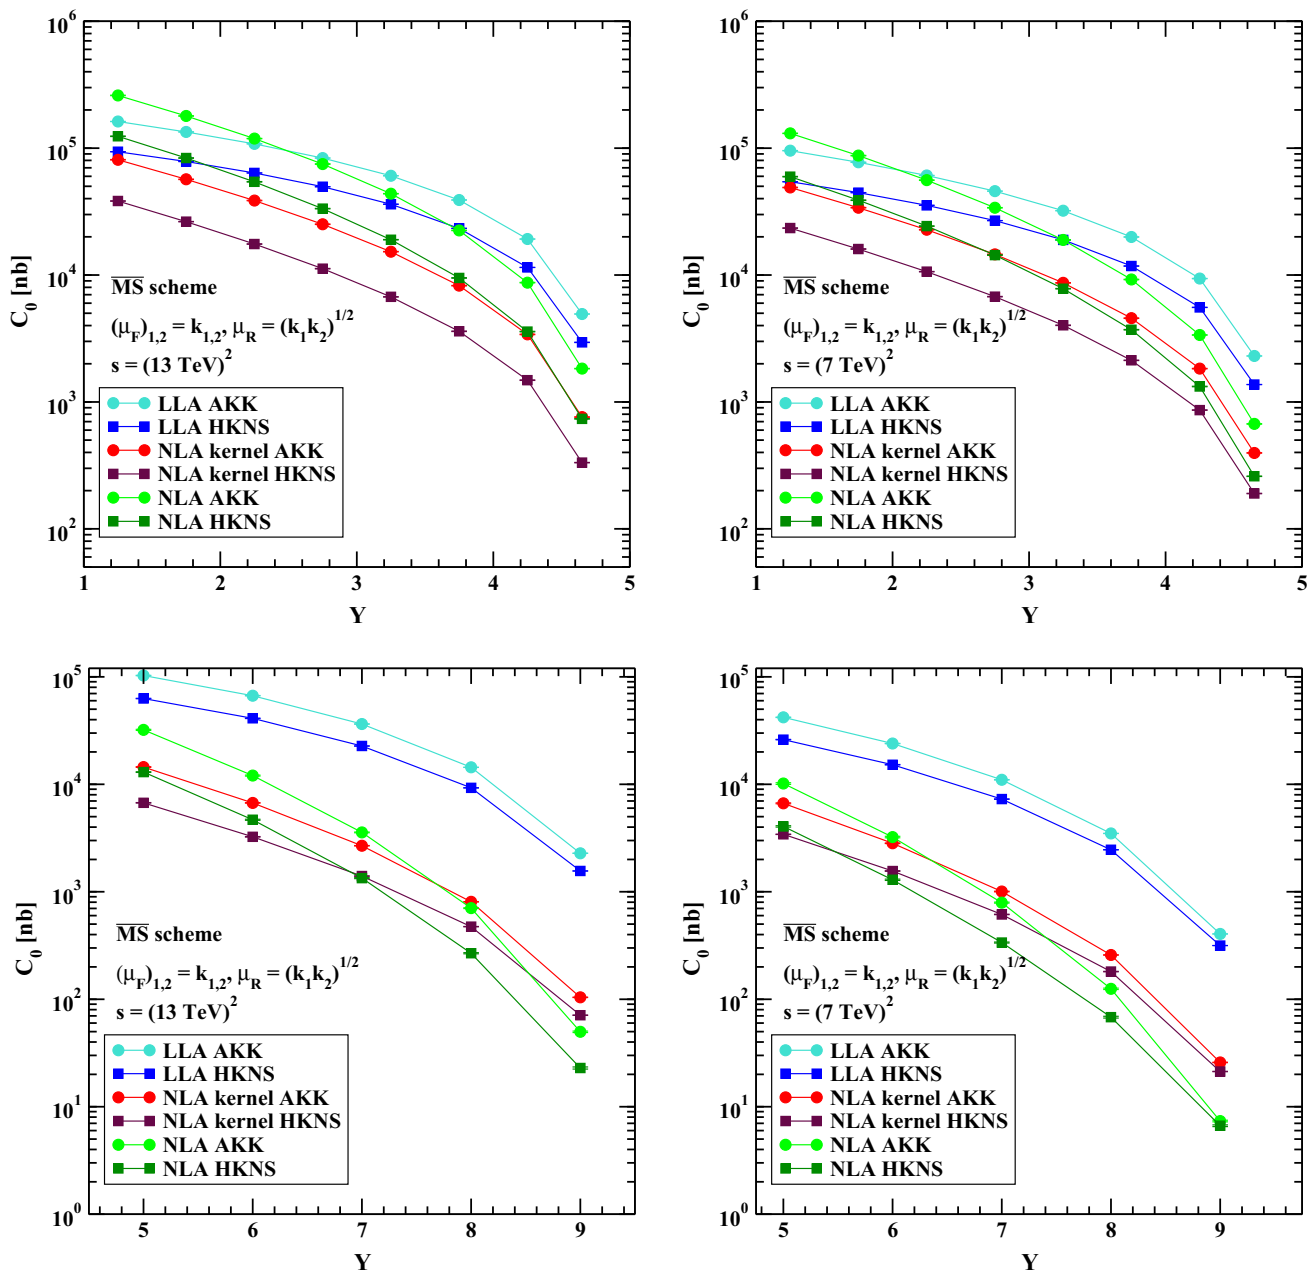 10^6
10^5
10^4
10^3
10^2
C_0 [nb]
M̅S̅ scheme
(μ_F)_{1,2} = k_{1,2}, μ_R = (k_1k_2)^{1/2}
s = (13 TeV)^2
LLA AKK
LLA HKNS
NLA kernel AKK
NLA kernel HKNS
NLA AKK
NLA HKNS
1 2 3 4 5
Y
10^6
10^5
10^4
10^3
10^2
C_0 [nb]
M̅S̅ scheme
(μ_F)_{1,2} = k_{1,2}, μ_R = (k_1k_2)^{1/2}
s = (7 TeV)^2
LLA AKK
LLA HKNS
NLA kernel AKK
NLA kernel HKNS
NLA AKK
NLA HKNS
1 2 3 4 5
Y
10^5
10^4
10^3
10^2
10^1
10^0
C_0 [nb]
M̅S̅ scheme
(μ_F)_{1,2} = k_{1,2}, μ_R = (k_1k_2)^{1/2}
s = (13 TeV)^2
LLA AKK
LLA HKNS
NLA kernel AKK
NLA kernel HKNS
NLA AKK
NLA HKNS
5 6 7 8 9
Y
10^5
10^4
10^3
10^2
10^1
10^0
C_0 [nb]
M̅S̅ scheme
(μ_F)_{1,2} = k_{1,2}, μ_R = (k_1k_2)^{1/2}
s = (7 TeV)^2
LLA AKK
LLA HKNS
NLA kernel AKK
NLA kernel HKNS
NLA AKK
NLA HKNS
5 6 7 8 9
Y